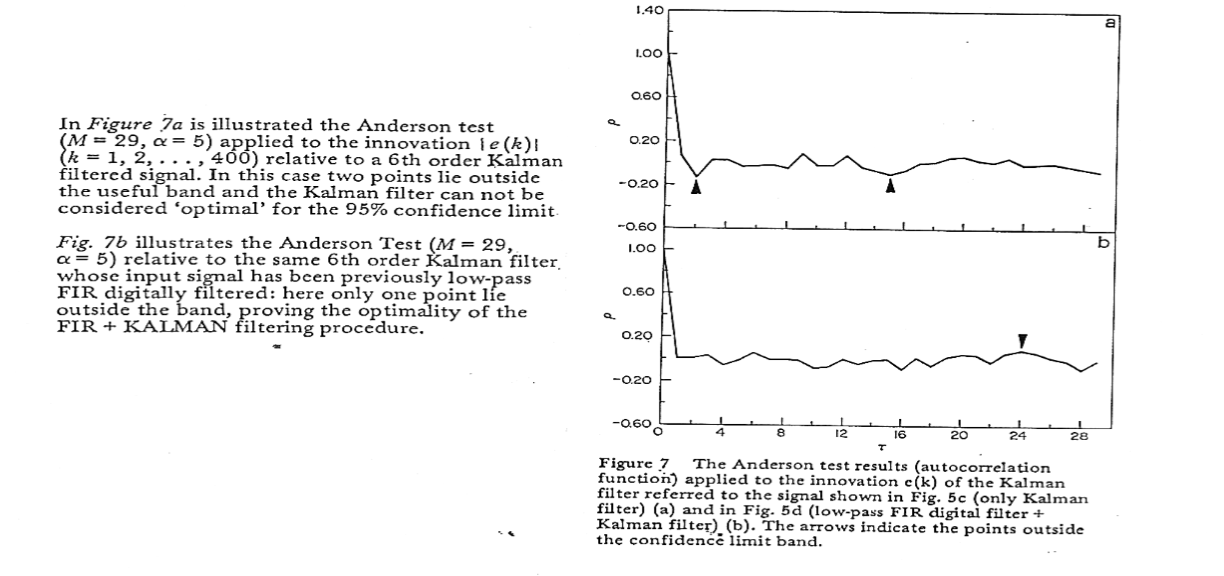 In Figure 7a is illustrated the Anderson test
(M = 29, α = 5) applied to the innovation |e(k)|
(k = 1, 2, . . . , 400) relative to a 6th order Kalman
filtered signal. In this case two points lie outside
the useful band and the Kalman filter can not be
considered 'optimal' for the 95% confidence limit.
Fig. 7b illustrates the Anderson Test (M = 29,
α = 5) relative to the same 6th order Kalman filter
whose input signal has been previously low-pass
FIR digitally filtered: here only one point lie
outside the band, proving the optimality of the
FIR + KALMAN filtering procedure.
1.40
a
1.00
0.60
ρ
0.20
-0.20
-0.60
1.00
b
0.60
ρ
0.20
-0.20
-0.60
0 4 8 12 16 20 24 28
τ
Figure 7 The Anderson test results (autocorrelation
function) applied to the innovation e(k) of the Kalman
filter referred to the signal shown in Fig. 5c (only Kalman
filter) (a) and in Fig. 5d (low-pass FIR digital filter +
Kalman filter) (b). The arrows indicate the points outside
the confidence limit band.